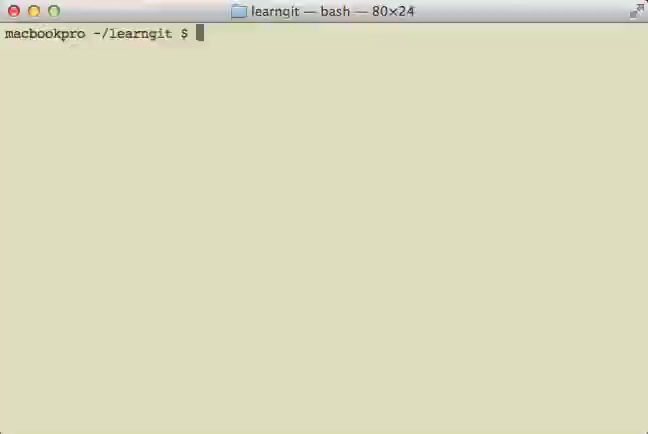 learngit — bash — 80×24
macbookpro ~/learngit $